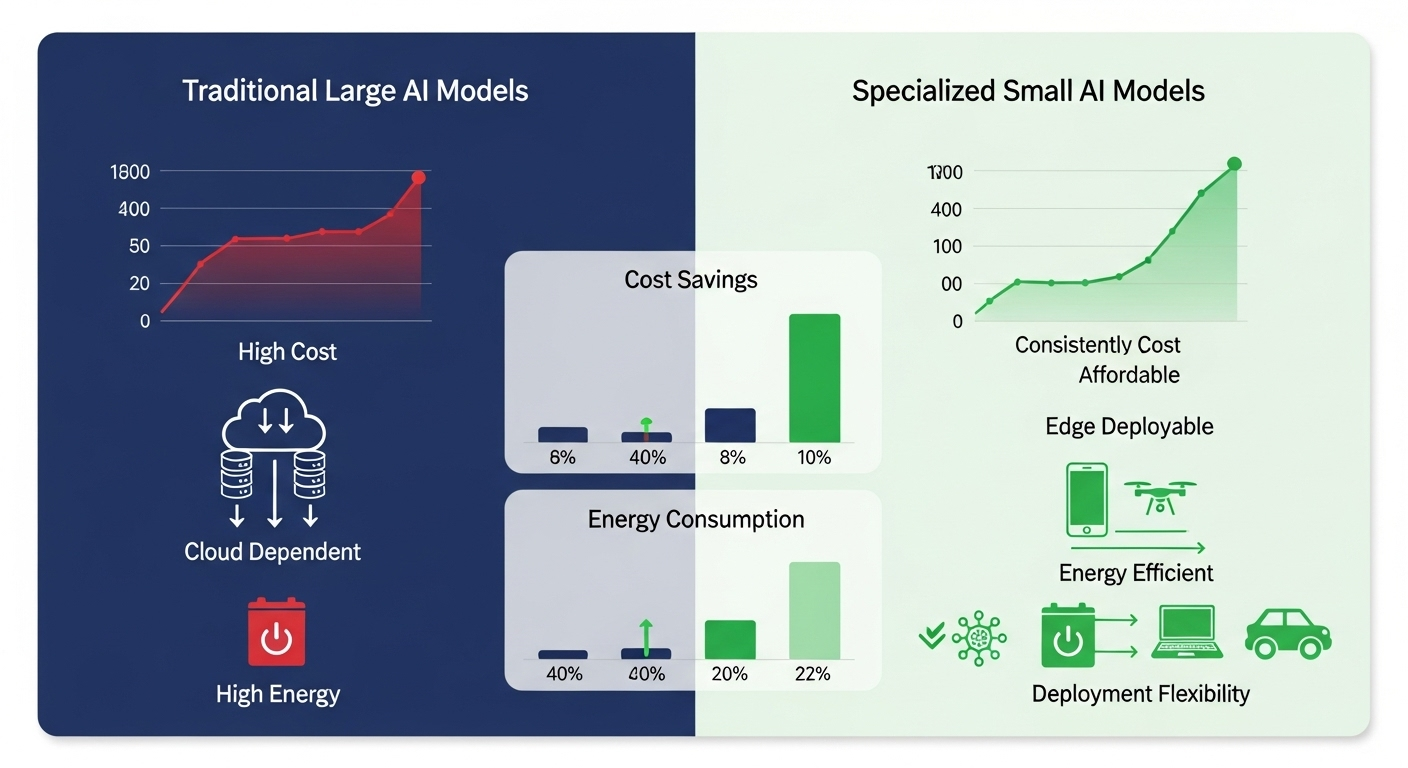 Traditional Large AI Models
1800
400
50
20
0
High Cost
Cloud Dependent
High Energy
Cost Savings
6%
40%
8%
10%
Energy Consumption
40%
40%
20%
22%
Specialized Small AI Models
400
100
00
0
Consistently Cost
Affordable
Edge Deployable
Energy Efficient
Deployment Flexibility